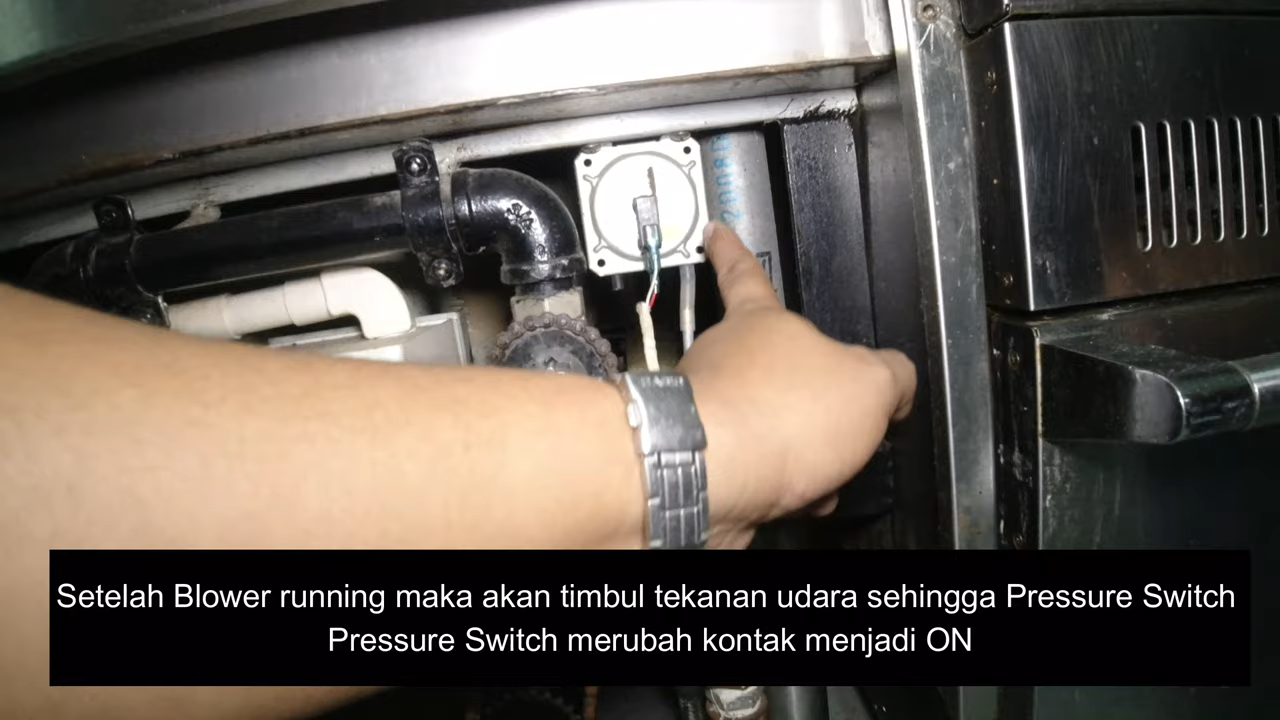 Setelah Blower running maka akan timbul tekanan udara sehingga Pressure Switch
Pressure Switch merubah kontak menjadi ON